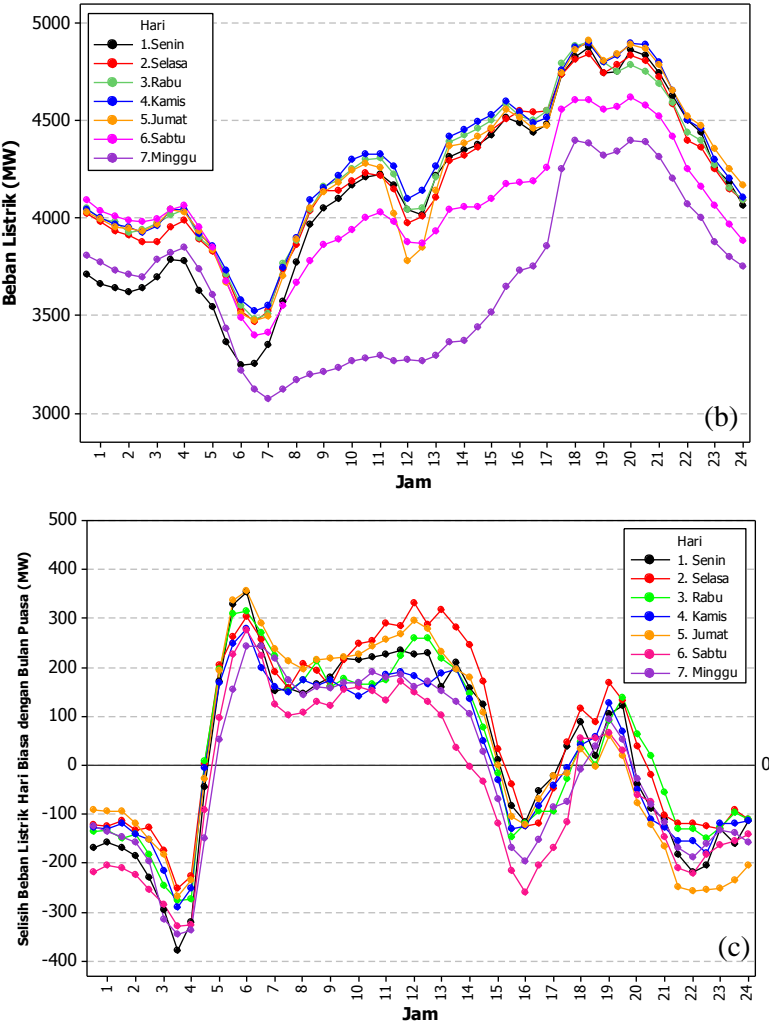 5000
4500
4000
3500
3000
Beban Listrik (MW)
Hari
1.Senin
2.Selasa
3.Rabu
4.Kamis
5.Jumat
6.Sabtu
7.Minggu
(b)
1 2 3 4 5 6 7 8 9 10 11 12 13 14 15 16 17 18 19 20 21 22 23 24
Jam
500
400
300
200
100
0
-100
-200
-300
-400
Selisih Beban Listrik Hari Biasa dengan Bulan Puasa (MW)
Hari
1. Senin
2. Selasa
3. Rabu
4. Kamis
5. Jumat
6. Sabtu
7. Minggu
0
(c)
1 2 3 4 5 6 7 8 9 10 11 12 13 14 15 16 17 18 19 20 21 22 23 24
Jam